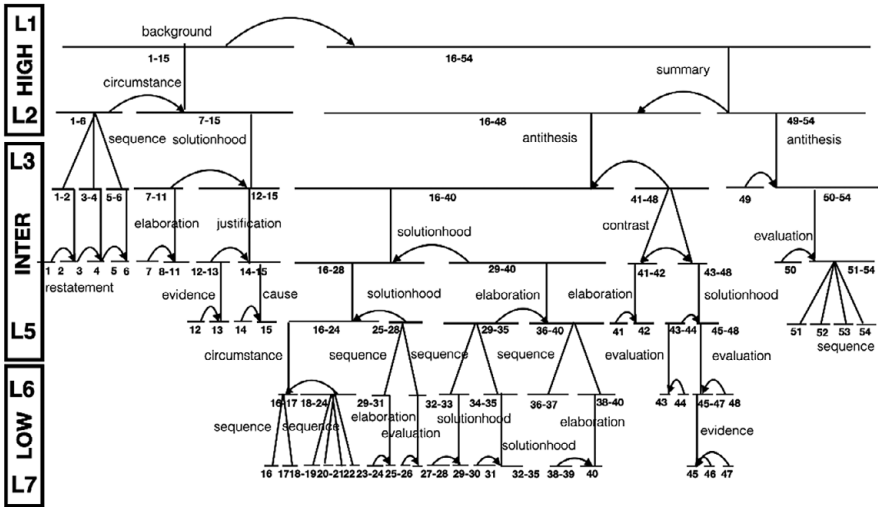 L1
HIGH
L2
L3
INTER
L5
L6
LOW
L7
background
1-15
16-54
circumstance
summary
1-6
7-15
16-48
49-54
sequence
solutionhood
antithesis
antithesis
1-2
3-4
5-6
7-11
12-15
16-40
41-48
49
50-54
elaboration
justification
solutionhood
contrast
evaluation
1
2
3
4
5
6
7
8-11
12-13
14-15
16-28
29-40
41-42
43-48
50
51-54
restatement
evidence
cause
solutionhood
elaboration
elaboration
solutionhood
12
13
14
15
16-24
25-28
29-35
36-40
41
42
43-44
45-48
51
52
53
54
circumstance
sequence
sequence
sequence
evaluation
evaluation
sequence
16-17
18-24
29-31
32-33
34-35
36-37
38-40
43
44
45-47
48
sequence
sequence
elaboration
evaluation
solutionhood
solutionhood
elaboration
evidence
16
17
18-19
20-21
22
23-24
25-26
27-28
29-30
31
32-35
38-39
40
45
46
47